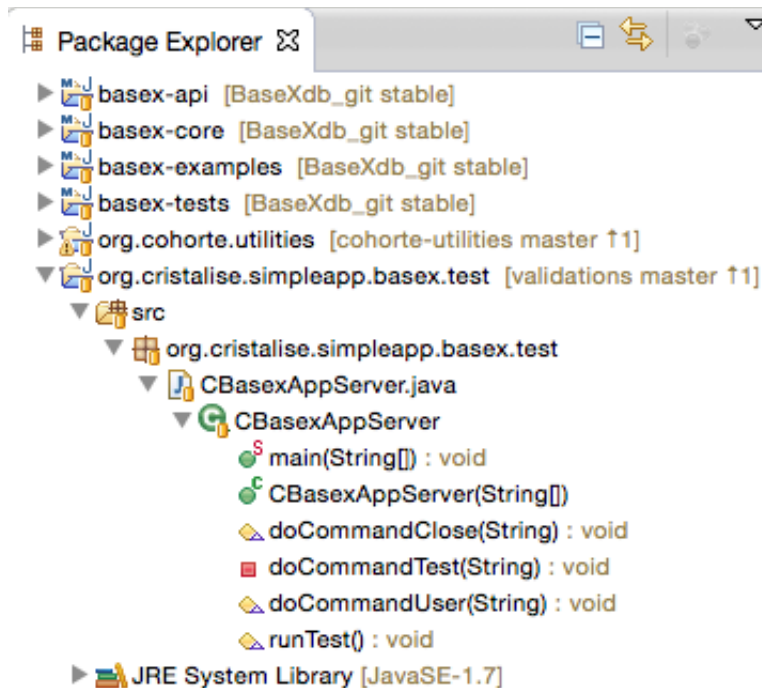 Package Explorer
basex-api [BaseXdb_git stable]
basex-core [BaseXdb_git stable]
basex-examples [BaseXdb_git stable]
basex-tests [BaseXdb_git stable]
org.cohorte.utilities [cohorte-utilities master ↑1]
org.cristalise.simpleapp.basex.test [validations master ↑1]
src
org.cristalise.simpleapp.basex.test
CBasexAppServer.java
CBasexAppServer
main(String[]) : void
CBasexAppServer(String[])
doCommandClose(String) : void
doCommandTest(String) : void
doCommandUser(String) : void
runTest() : void
JRE System Library [JavaSE-1.7]